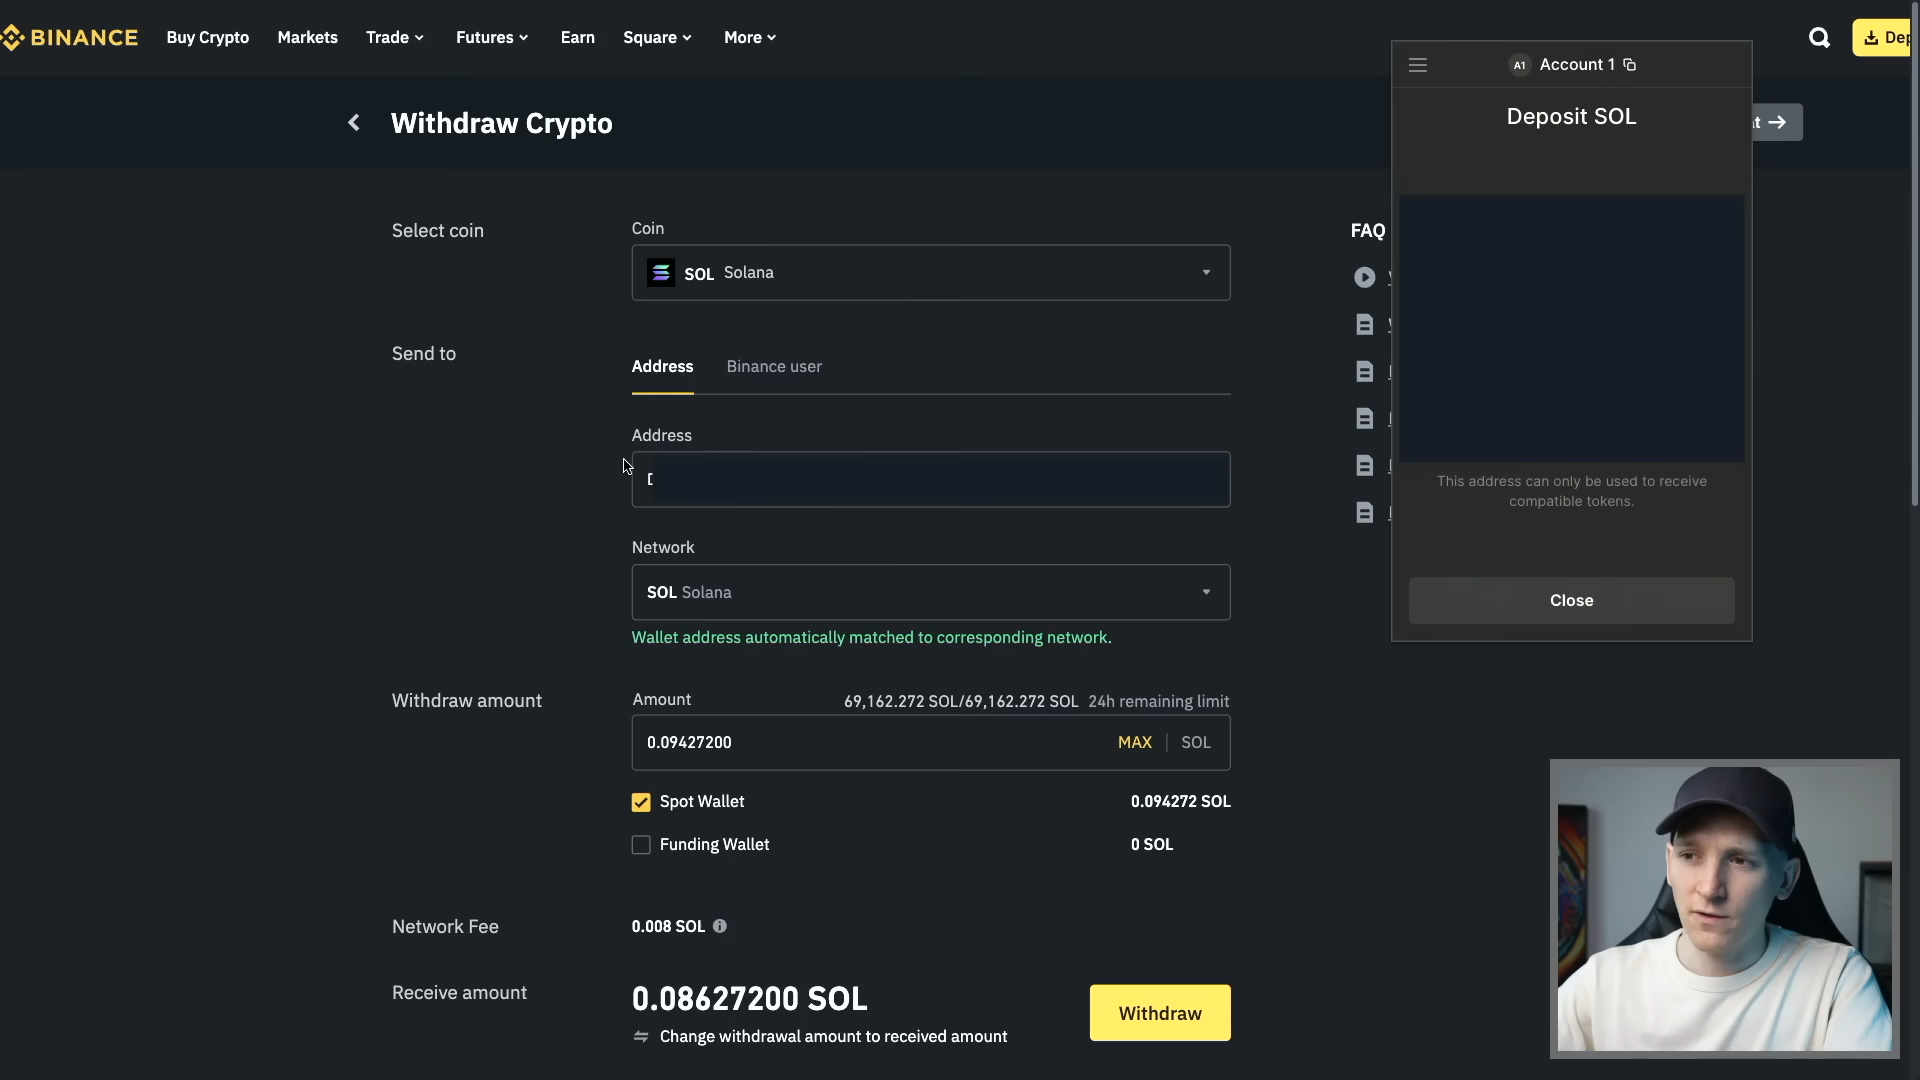 BINANCE
Buy Crypto
Markets
Trade
Futures
Earn
Square
More
Withdraw Crypto
Select coin
Coin
SOL Solana
Send to
Address
Binance user
Address
Network
SOL Solana
Wallet address automatically matched to corresponding network.
Withdraw amount
Amount
69,162.272 SOL/69,162.272 SOL 24h remaining limit
0.09427200
MAX
SOL
Spot Wallet
0.094272 SOL
Funding Wallet
0 SOL
Network Fee
0.008 SOL
Receive amount
0.08627200 SOL
Change withdrawal amount to received amount
Withdraw
FAQ
A1 Account 1
Deposit SOL
This address can only be used to receive
compatible tokens.
Close